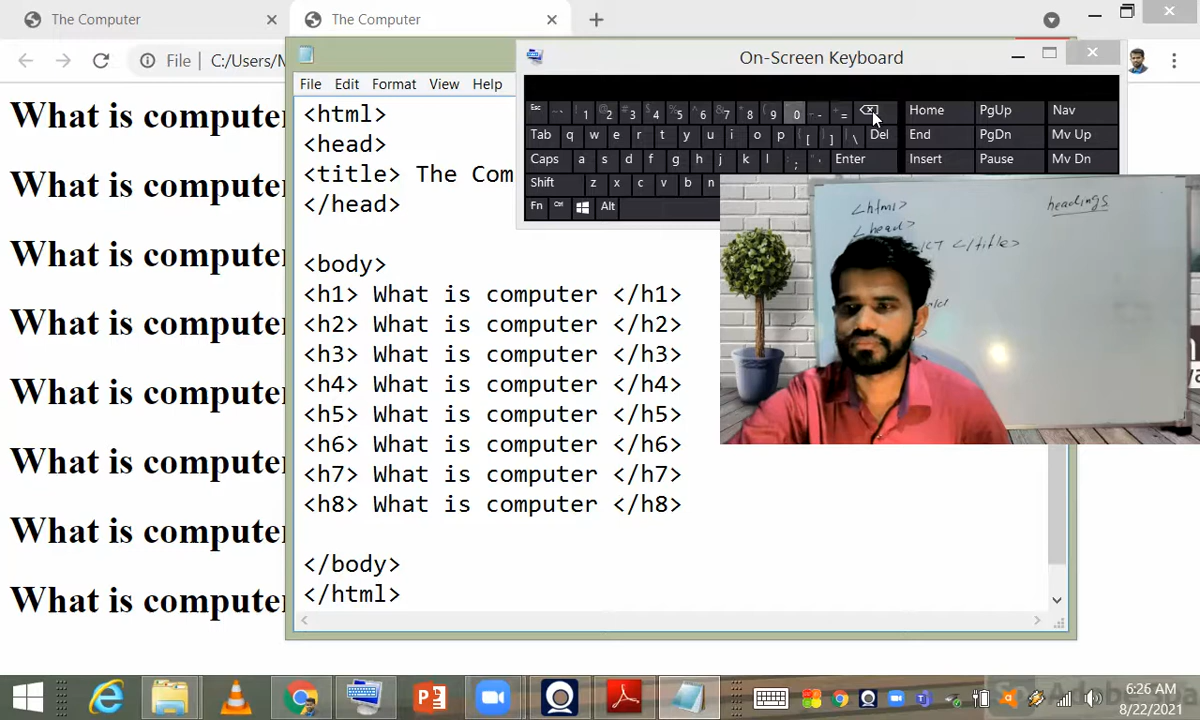 The Computer
The Computer
File
C:/Users/M
On-Screen Keyboard
File Edit Format View Help
<html>
<head>
<title> The Com
</head>
<body>
<h1> What is computer </h1>
<h2> What is computer </h2>
<h3> What is computer </h3>
<h4> What is computer </h4>
<h5> What is computer </h5>
<h6> What is computer </h6>
<h7> What is computer </h7>
<h8> What is computer </h8>
</body>
</html>
What is computer
What is computer
What is computer
What is computer
What is computer
What is computer
What is computer
What is computer
Esc ~` !1 @2 #3 $4 %5 ^6 &7 *8 (9 )0 _- += Home PgUp Nav
Tab q w e r t y u i o p [ ] \ Del End PgDn Mv Up
Caps a s d f g h j k l ; ' Enter Insert Pause Mv Dn
Shift z x c v b n
Fn Ctrl Alt
<html>
<head>
ICT </title>
headings
6:26 AM
8/22/2021